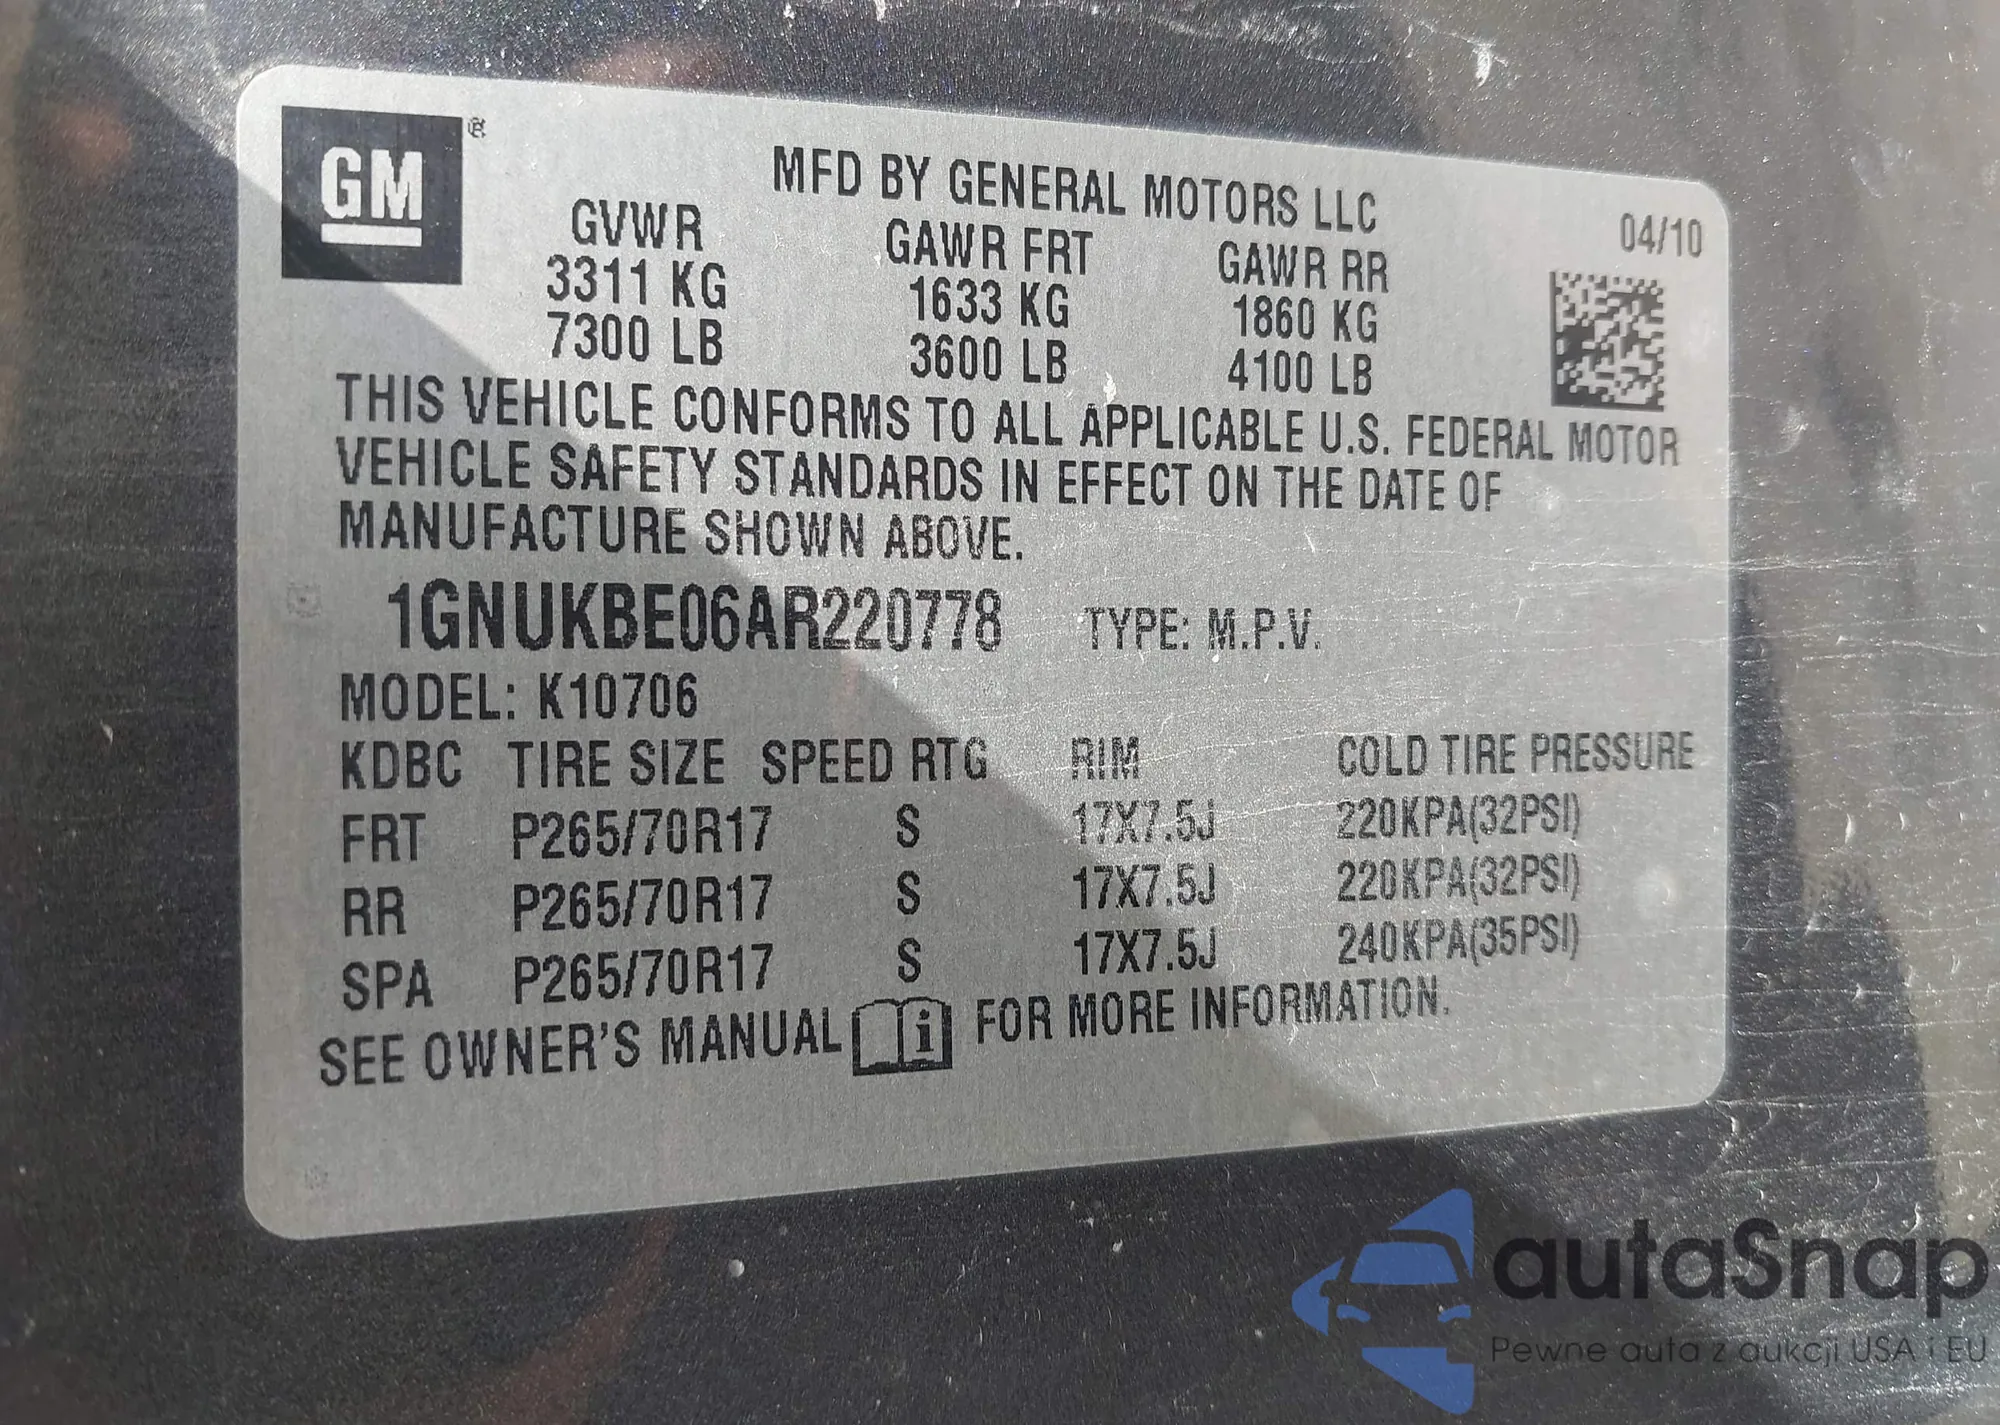 GM ®
MFD BY GENERAL MOTORS LLC
04/10
GVWR GAWR FRT GAWR RR
3311 KG 1633 KG 1860 KG
7300 LB 3600 LB 4100 LB
THIS VEHICLE CONFORMS TO ALL APPLICABLE U.S. FEDERAL MOTOR
VEHICLE SAFETY STANDARDS IN EFFECT ON THE DATE OF
MANUFACTURE SHOWN ABOVE.
1GNUKBE06AR220778 TYPE: M.P.V.
MODEL: K10706
KDBC TIRE SIZE SPEED RTG RIM COLD TIRE PRESSURE
FRT P265/70R17 S 17X7.5J 220KPA(32PSI)
RR P265/70R17 S 17X7.5J 220KPA(32PSI)
SPA P265/70R17 S 17X7.5J 240KPA(35PSI)
SEE OWNER'S MANUAL i FOR MORE INFORMATION.
autaSnap
Pewne auta z aukcji USA i EU